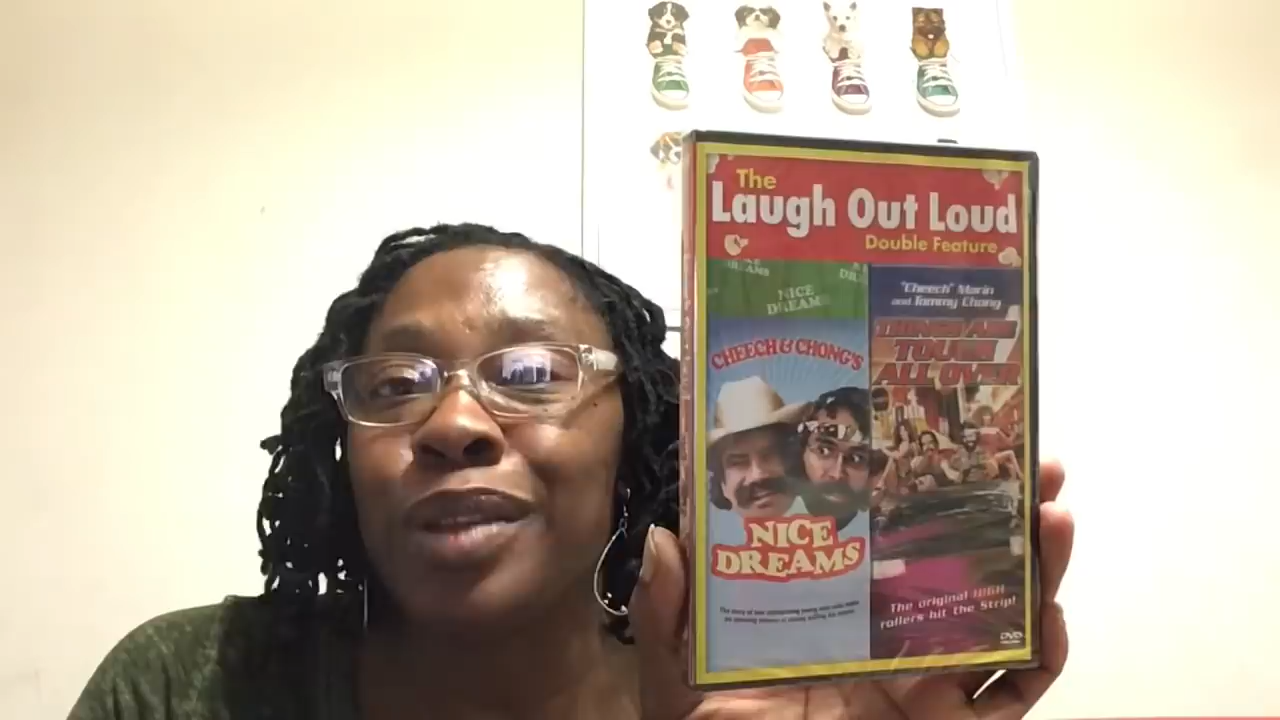 The
Laugh Out Loud
Double Feature
NICE
DREAMS
CHEECH & CHONG'S
NICE
DREAMS
"Cheech" Marin
and Tommy Chong
THINGS ARE
TOUGH
ALL OVER
The original HIGH
rollers hit the Strip!
DVD